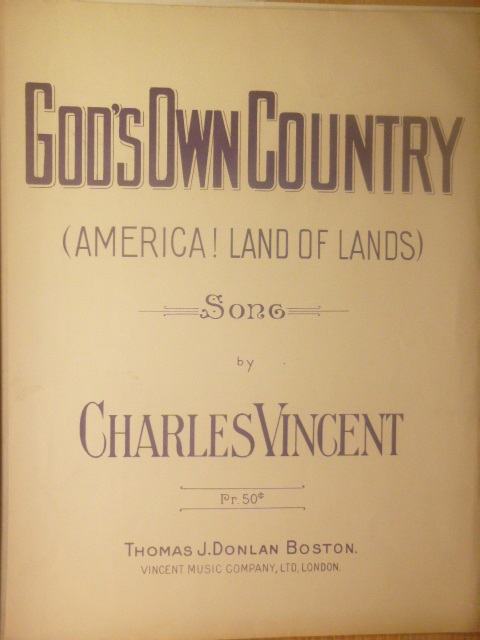 GOD'S OWN COUNTRY
(AMERICA! LAND OF LANDS)
SONG
by
CHARLES VINCENT
Pr. 50¢
THOMAS J. DONLAN BOSTON.
VINCENT MUSIC COMPANY, LTD, LONDON.